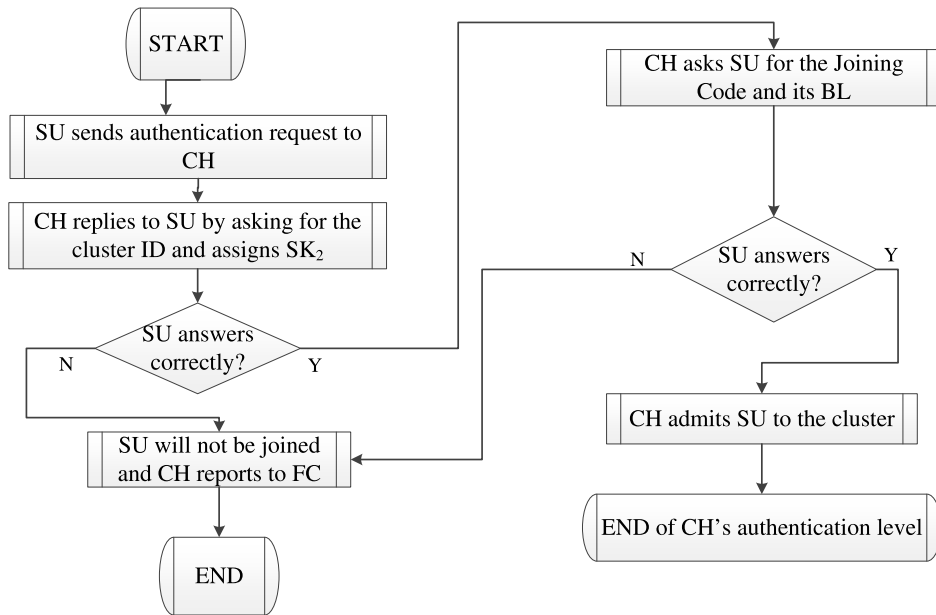 START
SU sends authentication request to
CH
CH replies to SU by asking for the
cluster ID and assigns SK₂
SU answers
correctly?
N
Y
SU will not be joined
and CH reports to FC
END
CH asks SU for the Joining
Code and its BL
SU answers
correctly?
N
Y
CH admits SU to the cluster
END of CH's authentication level